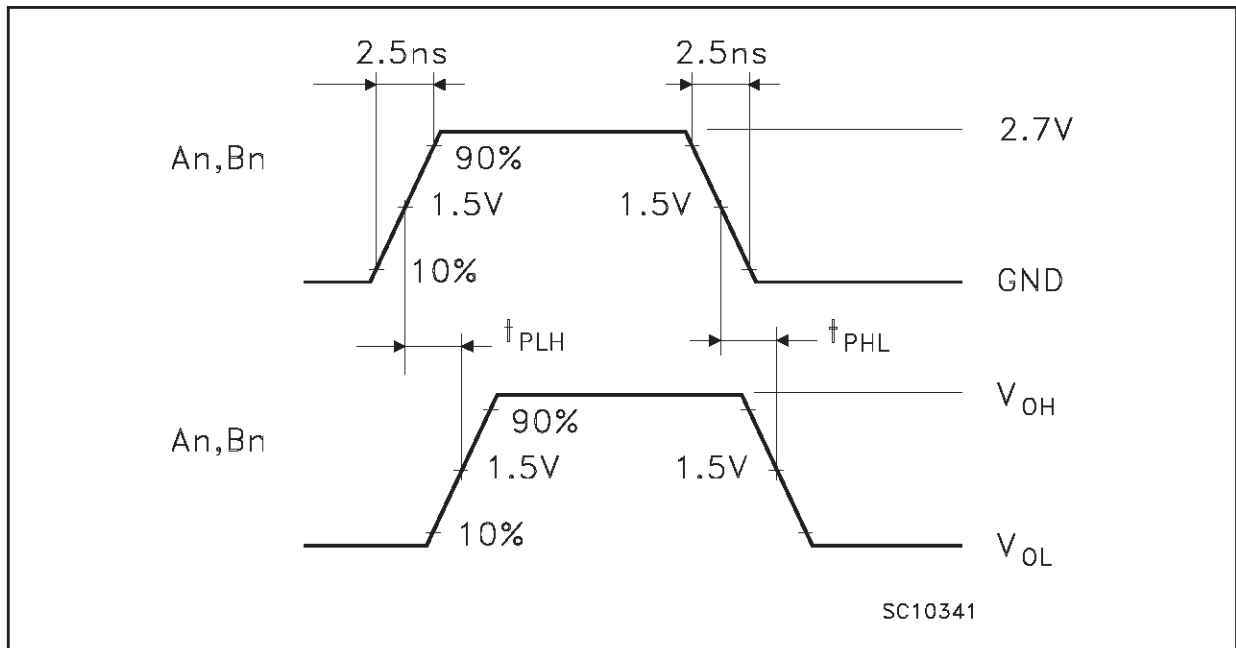 2.5ns 2.5ns
2.7V
An,Bn
90%
1.5V 1.5V
10%
GND
tPLH tPHL
VOH
90%
An,Bn
1.5V 1.5V
10%
VOL
SC10341